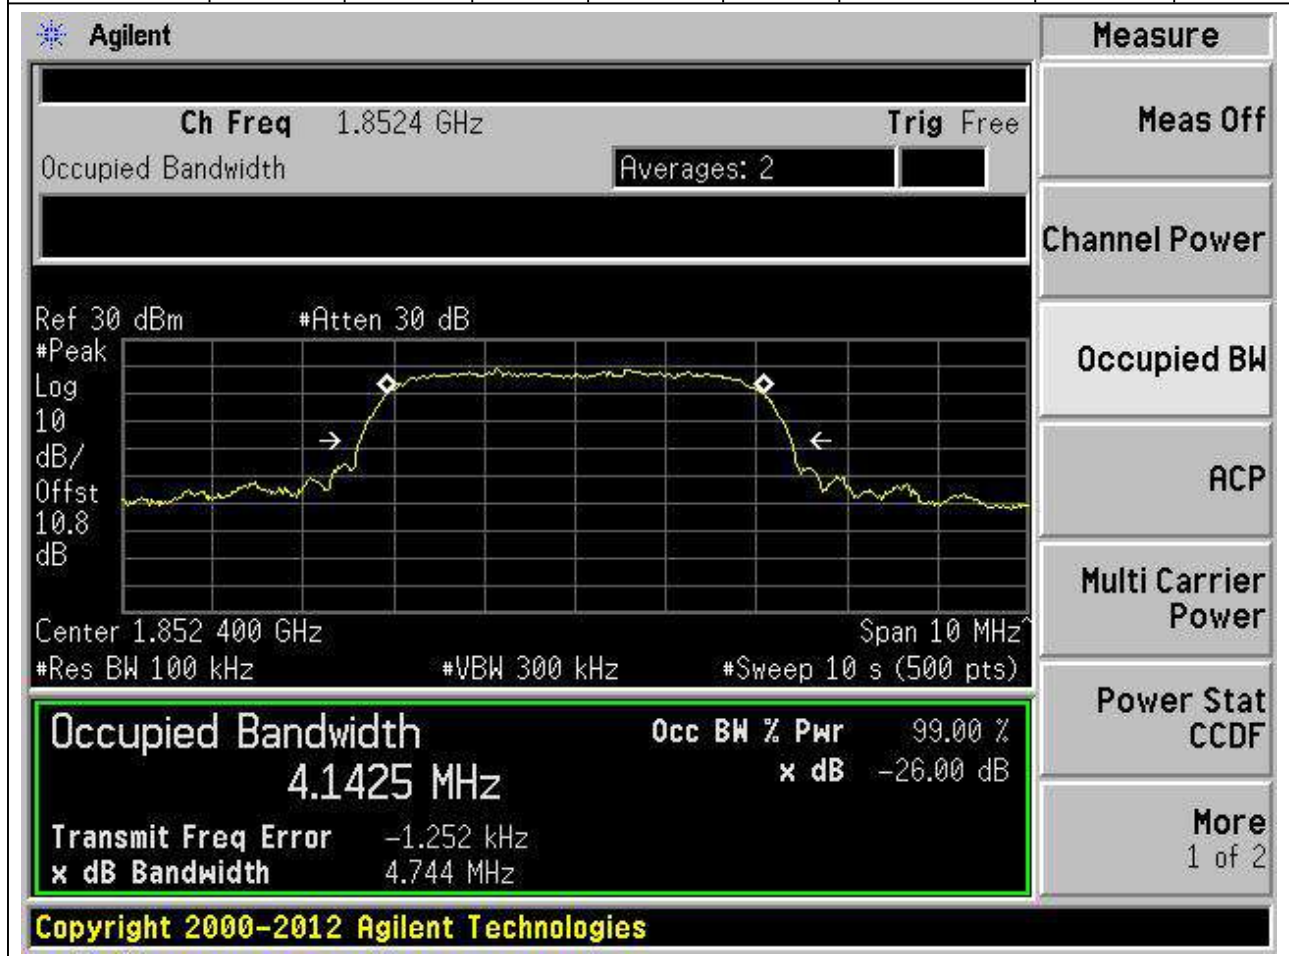 Agilent
Measure
Ch Freq 1.8524 GHz Trig Free
Meas Off
Occupied Bandwidth Averages: 2
Channel Power
Ref 30 dBm #Atten 30 dB
#Peak
Log
10
dB/
Offst
10.8
dB
Occupied BW
ACP
Center 1.852 400 GHz Span 10 MHz^
#Res BW 100 kHz #VBW 300 kHz #Sweep 10 s (500 pts)
Multi Carrier
Power
Occupied Bandwidth Occ BW % Pwr 99.00 %
4.1425 MHz x dB -26.00 dB
Transmit Freq Error -1.252 kHz
x dB Bandwidth 4.744 MHz
Power Stat
CCDF
More
1 of 2
Copyright 2000-2012 Agilent Technologies